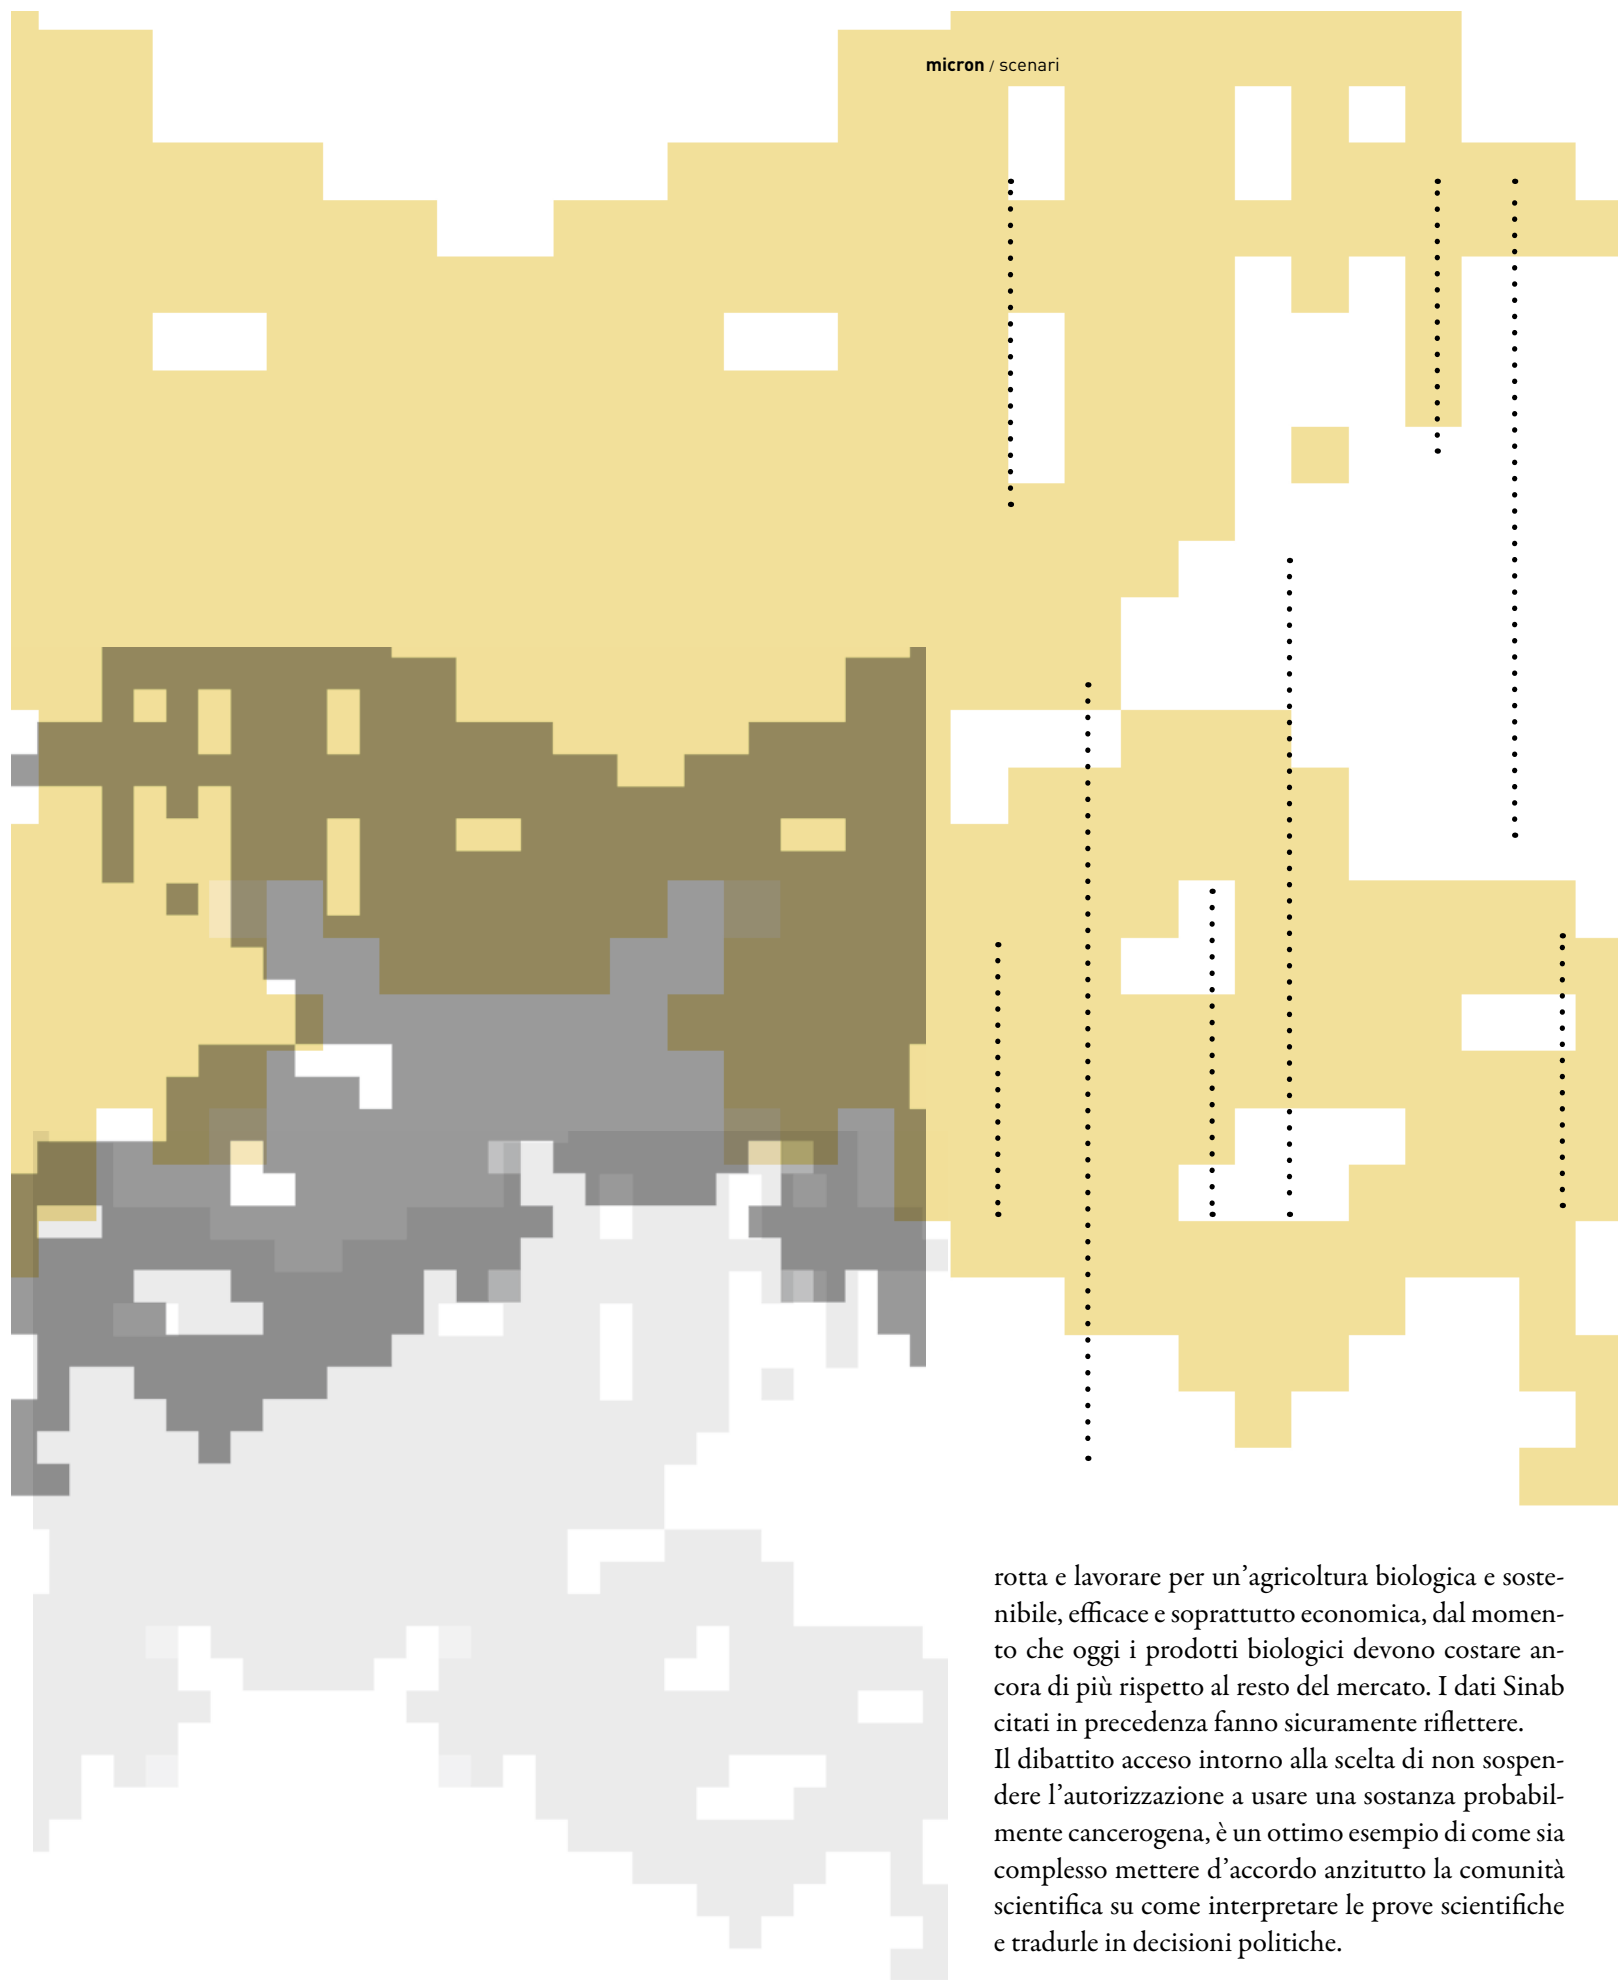 micron / scenari
rotta e lavorare per un’agricoltura biologica e soste-
nibile, efficace e soprattutto economica, dal momen-
to che oggi i prodotti biologici devono costare an-
cora di più rispetto al resto del mercato. I dati Sinab
citati in precedenza fanno sicuramente riflettere.
Il dibattito acceso intorno alla scelta di non sospen-
dere l’autorizzazione a usare una sostanza probabil-
mente cancerogena, è un ottimo esempio di come sia
complesso mettere d’accordo anzitutto la comunità
scientifica su come interpretare le prove scientifiche
e tradurle in decisioni politiche.